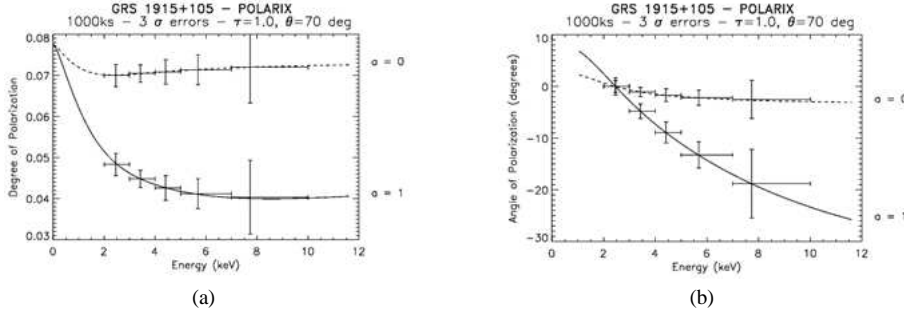 GRS 1915+105 − POLARIX
1000ks − 3 σ errors − τ=1.0, θ=70 deg
Degree of Polarization
0.08
0.07
0.06
0.05
0.04
0.03
a = 0
a = 1
0 2 4 6 8 10 12
Energy (keV)
(a)
GRS 1915+105 − POLARIX
1000ks − 3 σ errors − τ=1.0, θ=70 deg
Angle of Polarization (degrees)
10
0
−10
−20
−30
a = 0
a = 1
0 2 4 6 8 10 12
Energy (keV)
(b)